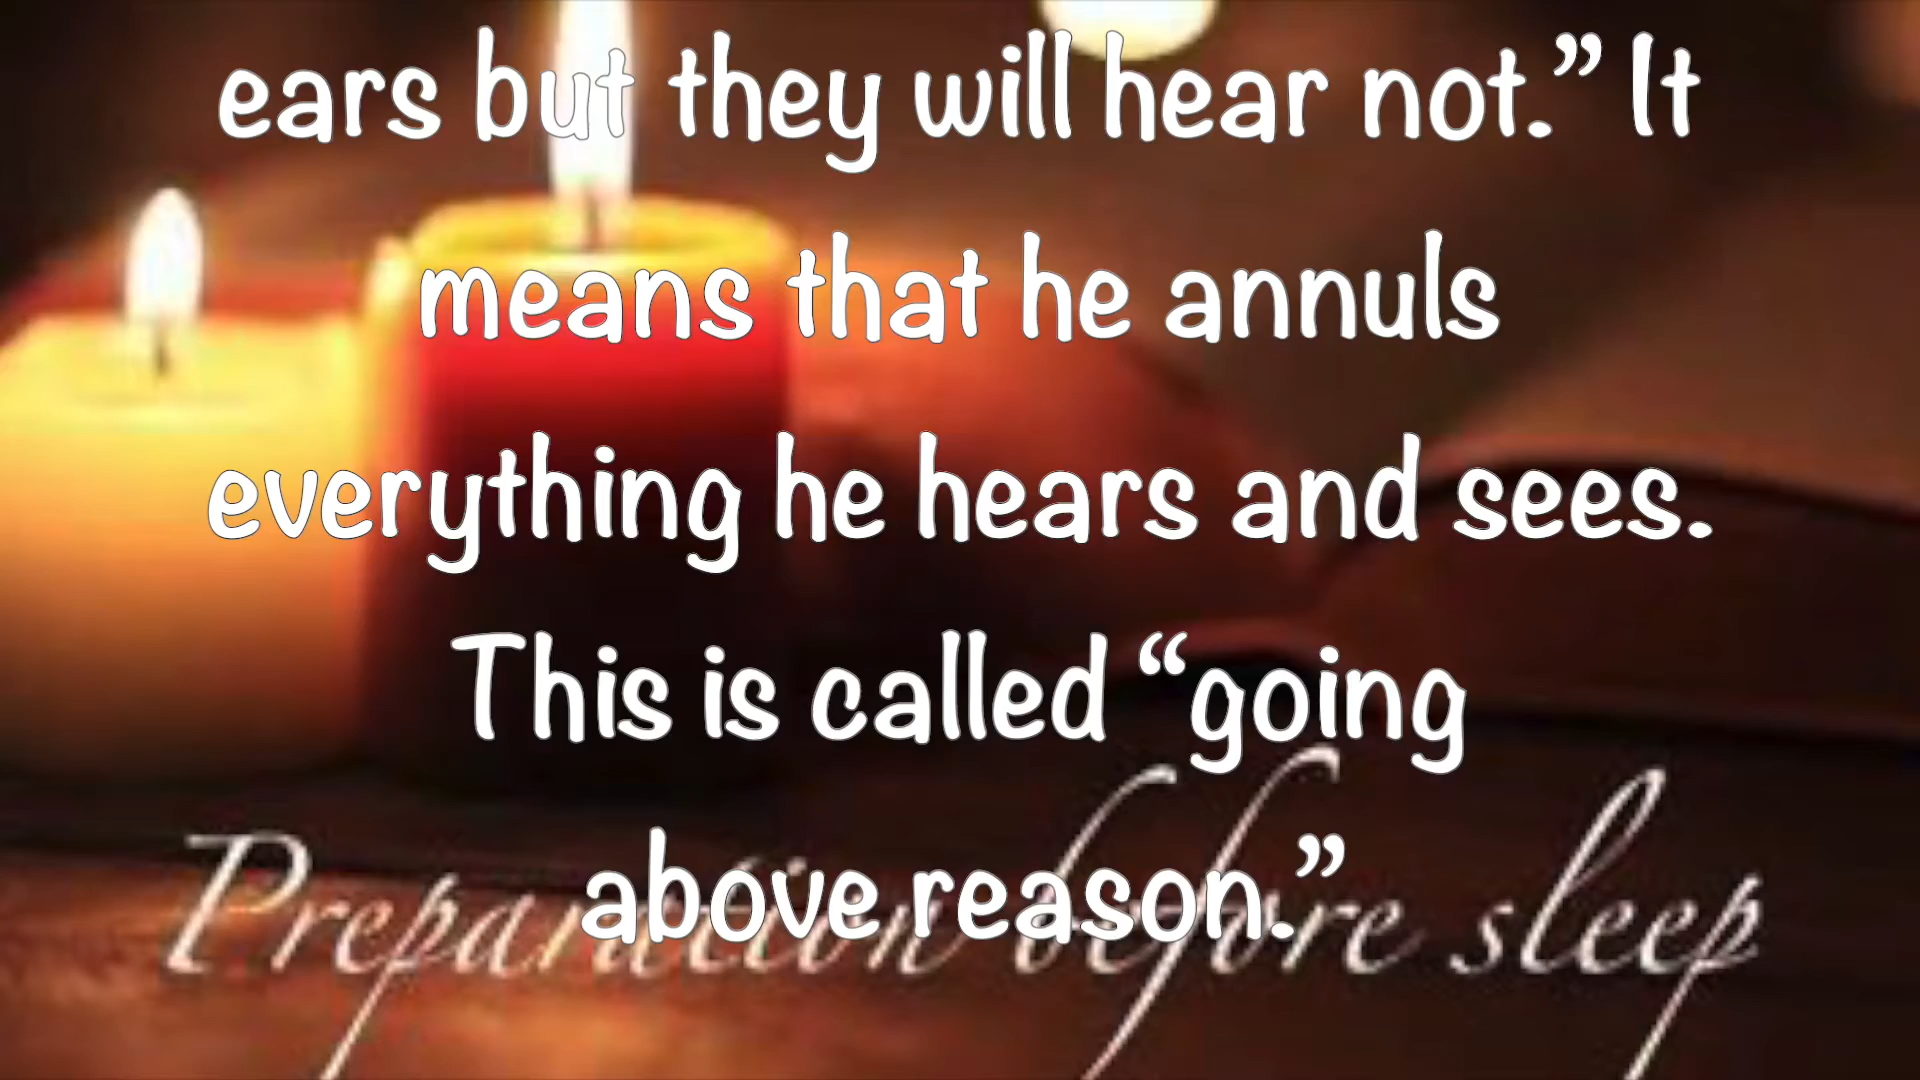 ears but they will hear not.” It
means that he annuls
everything he hears and sees.
This is called “going
above reason.”
Preparation before sleep